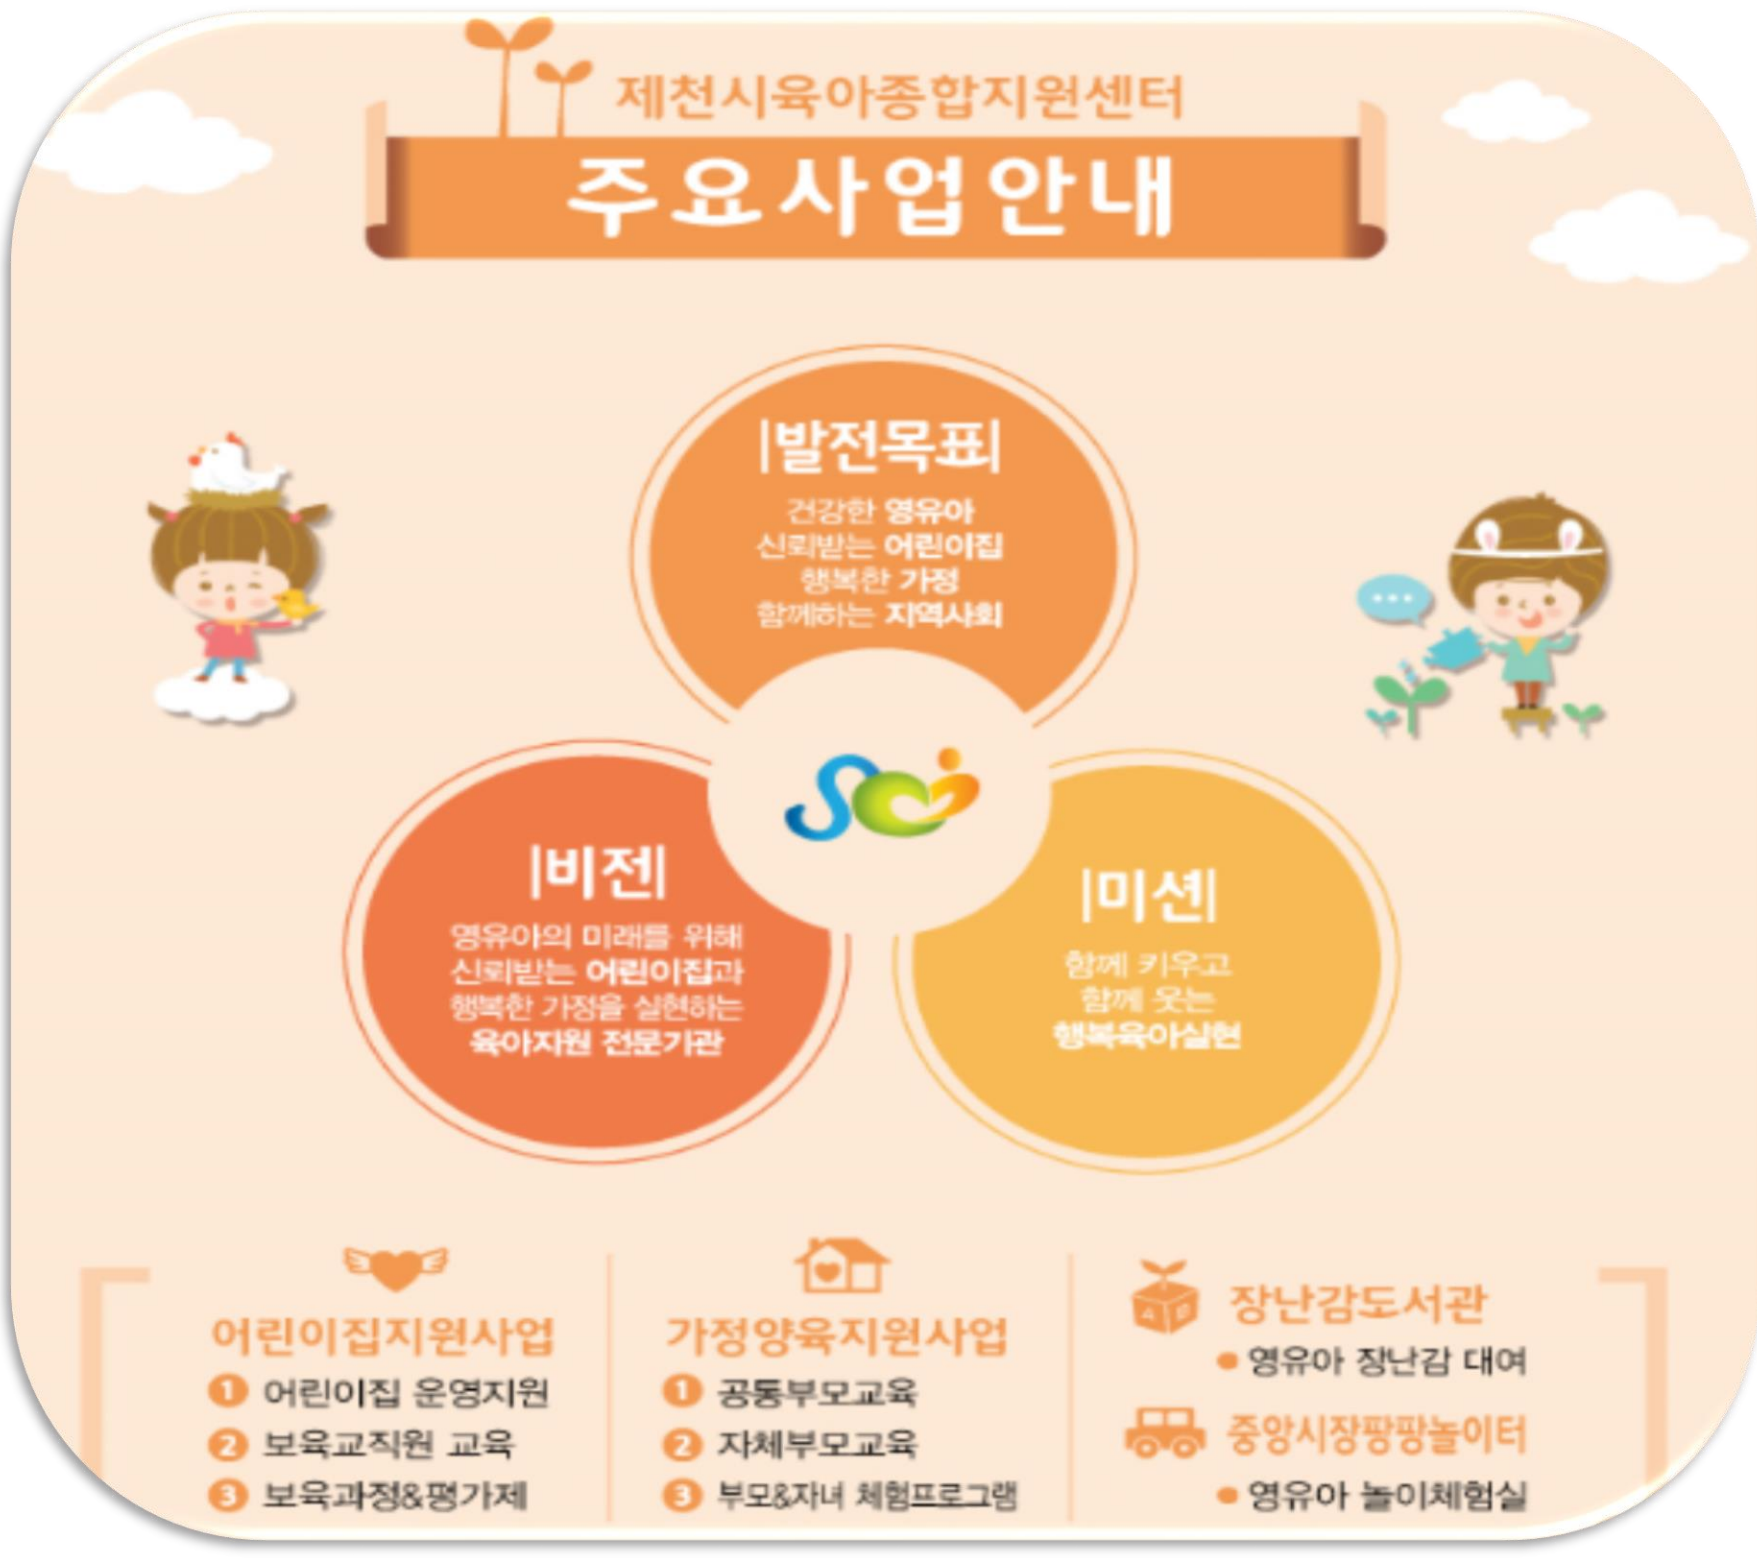 제천시육아종합지원센터
주요사업안내
|발전목표|
건강한 영유아
신뢰받는 어린이집
행복한 가정
함께하는 지역사회
|비전|
영유아의 미래를 위해
신뢰받는 어린이집과
행복한 가정을 실현하는
육아지원 전문기관
|미션|
함께 키우고
함께 웃는
행복육아실현
어린이집지원사업
1 어린이집 운영지원
2 보육교직원 교육
3 보육과정&평가제
가정양육지원사업
1 공통부모교육
2 자체부모교육
3 부모&자녀 체험프로그램
장난감도서관
• 영유아 장난감 대여
중앙시장팡팡놀이터
• 영유아 놀이체험실